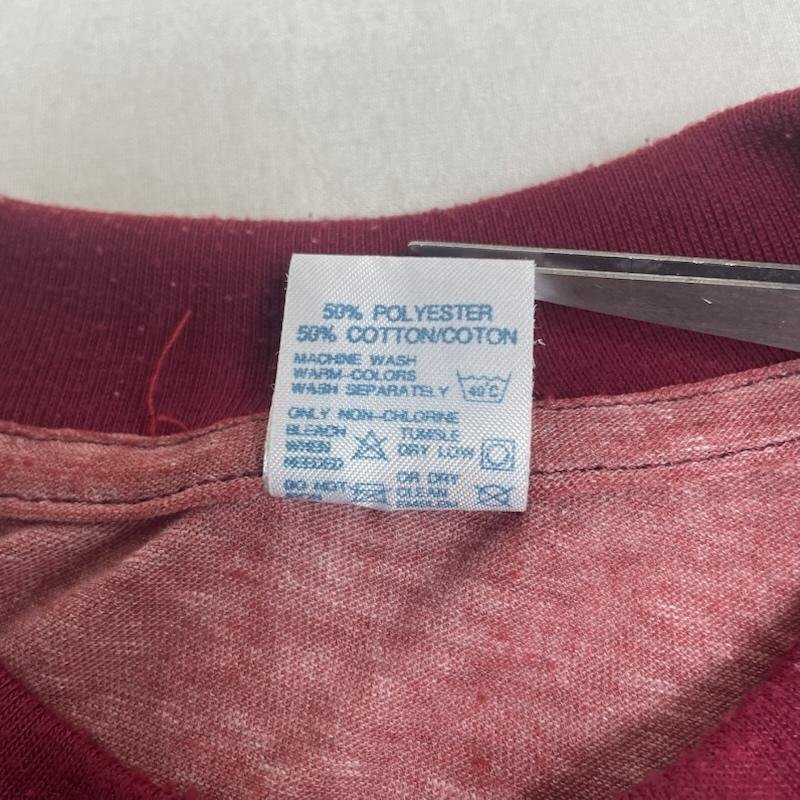 50% POLYESTER
50% COTTON/COTON
MACHINE WASH
WARM-COLORS
WASH SEPARATELY 40°C
ONLY NON-CHLORINE
BLEACH TUMBLE
WHEN DRY LOW
NEEDED
OR DRY
DO NOT CLEAN